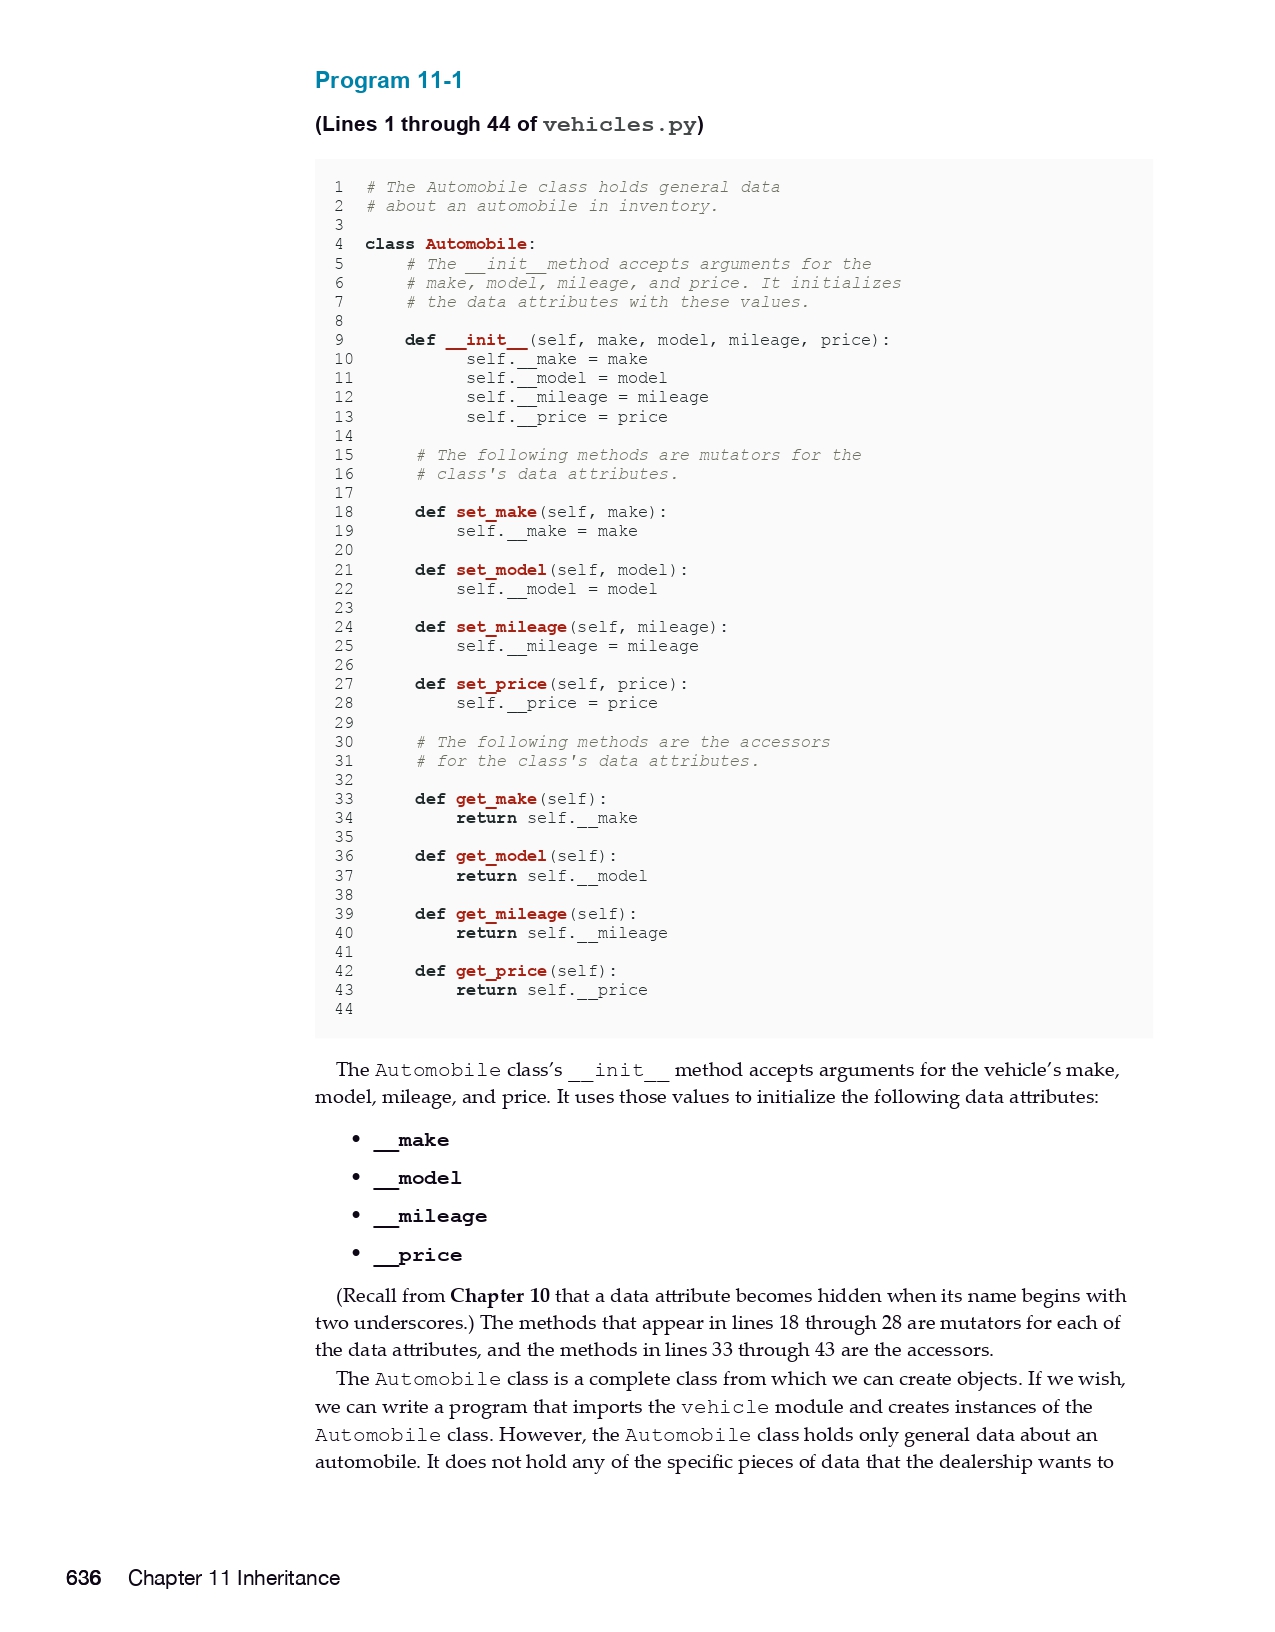 Program 11-1
(Lines 1 through 44 of vehicles.py)
1 # The Automobile class holds general data
2 # about an automobile in inventory.
3
4 class Automobile:
5 # The __init__method accepts arguments for the
6 # make, model, mileage, and price. It initializes
7 # the data attributes with these values.
8
9 def __init__(self, make, model, mileage, price):
10 self.__make = make
11 self.__model = model
12 self.__mileage = mileage
13 self.__price = price
14
15 # The following methods are mutators for the
16 # class's data attributes.
17
18 def set_make(self, make):
19 self.__make = make
20
21 def set_model(self, model):
22 self.__model = model
23
24 def set_mileage(self, mileage):
25 self.__mileage = mileage
26
27 def set_price(self, price):
28 self.__price = price
29
30 # The following methods are the accessors
31 # for the class's data attributes.
32
33 def get_make(self):
34 return self.__make
35
36 def get_model(self):
37 return self.__model
38
39 def get_mileage(self):
40 return self.__mileage
41
42 def get_price(self):
43 return self.__price
44
The Automobile class’s __init__ method accepts arguments for the vehicle’s make,
model, mileage, and price. It uses those values to initialize the following data attributes:
• __make
• __model
• __mileage
• __price
(Recall from Chapter 10 that a data attribute becomes hidden when its name begins with
two underscores.) The methods that appear in lines 18 through 28 are mutators for each of
the data attributes, and the methods in lines 33 through 43 are the accessors.
The Automobile class is a complete class from which we can create objects. If we wish,
we can write a program that imports the vehicle module and creates instances of the
Automobile class. However, the Automobile class holds only general data about an
automobile. It does not hold any of the specific pieces of data that the dealership wants to
636 Chapter 11 Inheritance